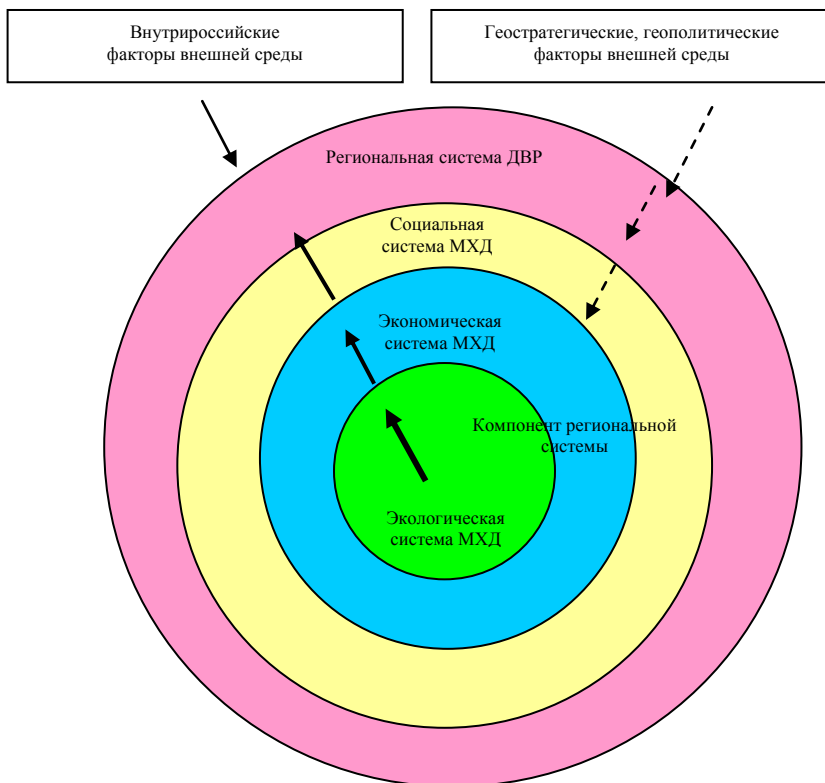 Внутрироссийские
факторы внешней среды
Геостратегические, геополитические
факторы внешней среды
Региональная система ДВР
Социальная
система МХД
Экономическая
система МХД
Компонент региональной
системы
Экологическая
система МХД